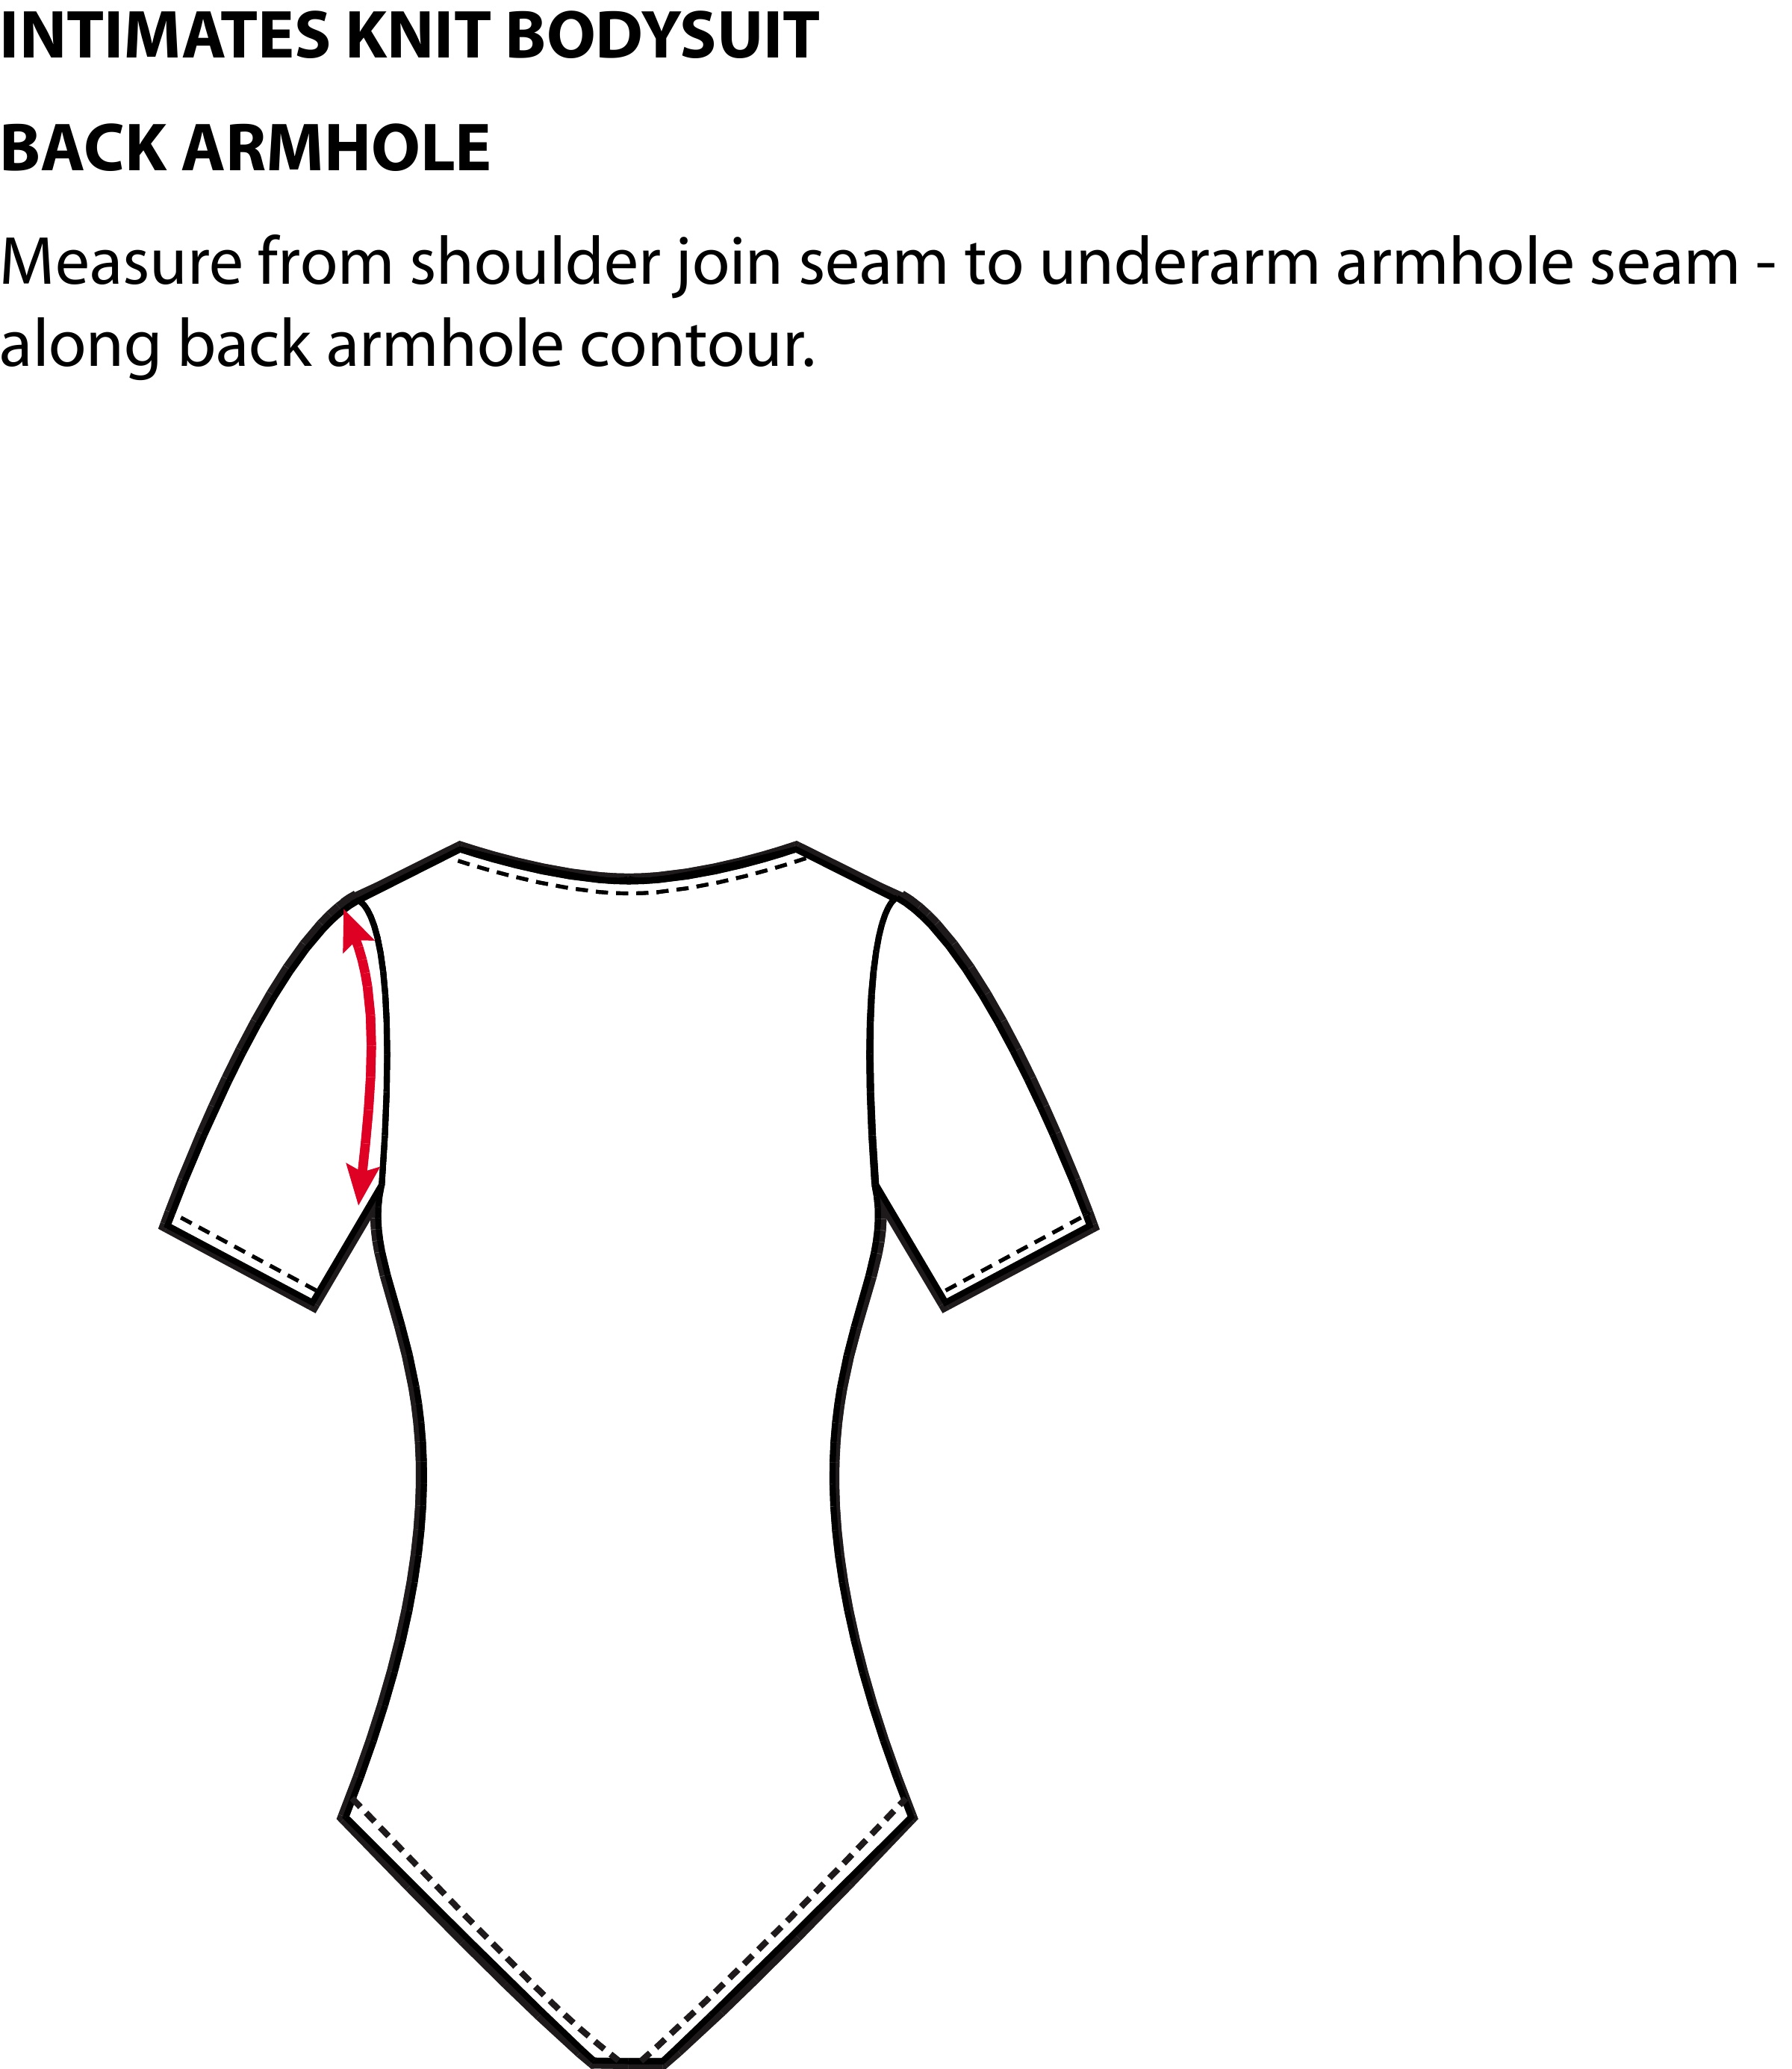 INTIMATES KNIT BODYSUIT
BACK ARMHOLE
Measure from shoulder join seam to underarm armhole seam -
along back armhole contour.